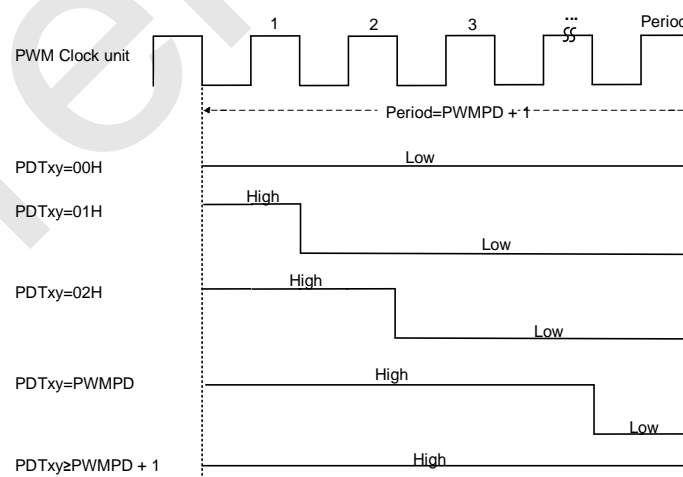 1 2 3 ... Period
PWM Clock unit
Period=PWMPD + 1
PDTxy=00H Low
PDTxy=01H High
Low
PDTxy=02H High
Low
PDTxy=PWMPD High
Low
PDTxy≥PWMPD + 1 High